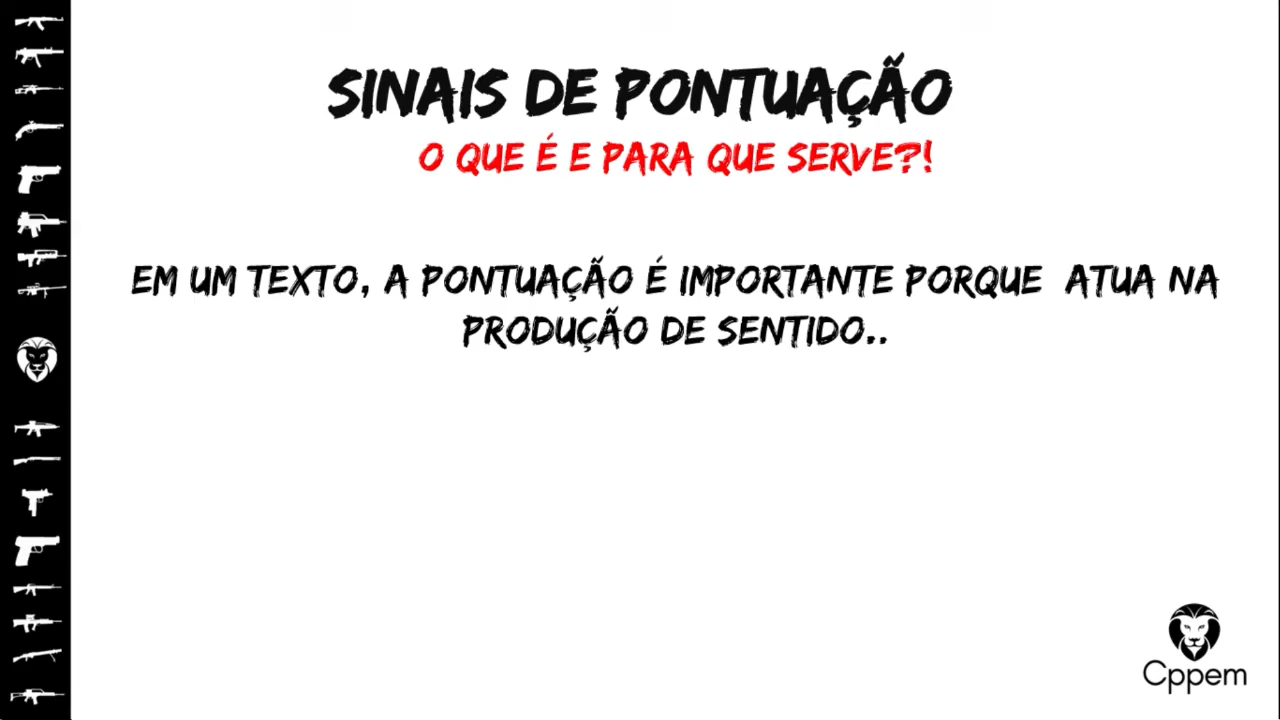 SINAIS DE PONTUAÇÃO
O QUE É E PARA QUE SERVE?!
EM UM TEXTO, A PONTUAÇÃO É IMPORTANTE PORQUE ATUA NA
PRODUÇÃO DE SENTIDO..
Cppem